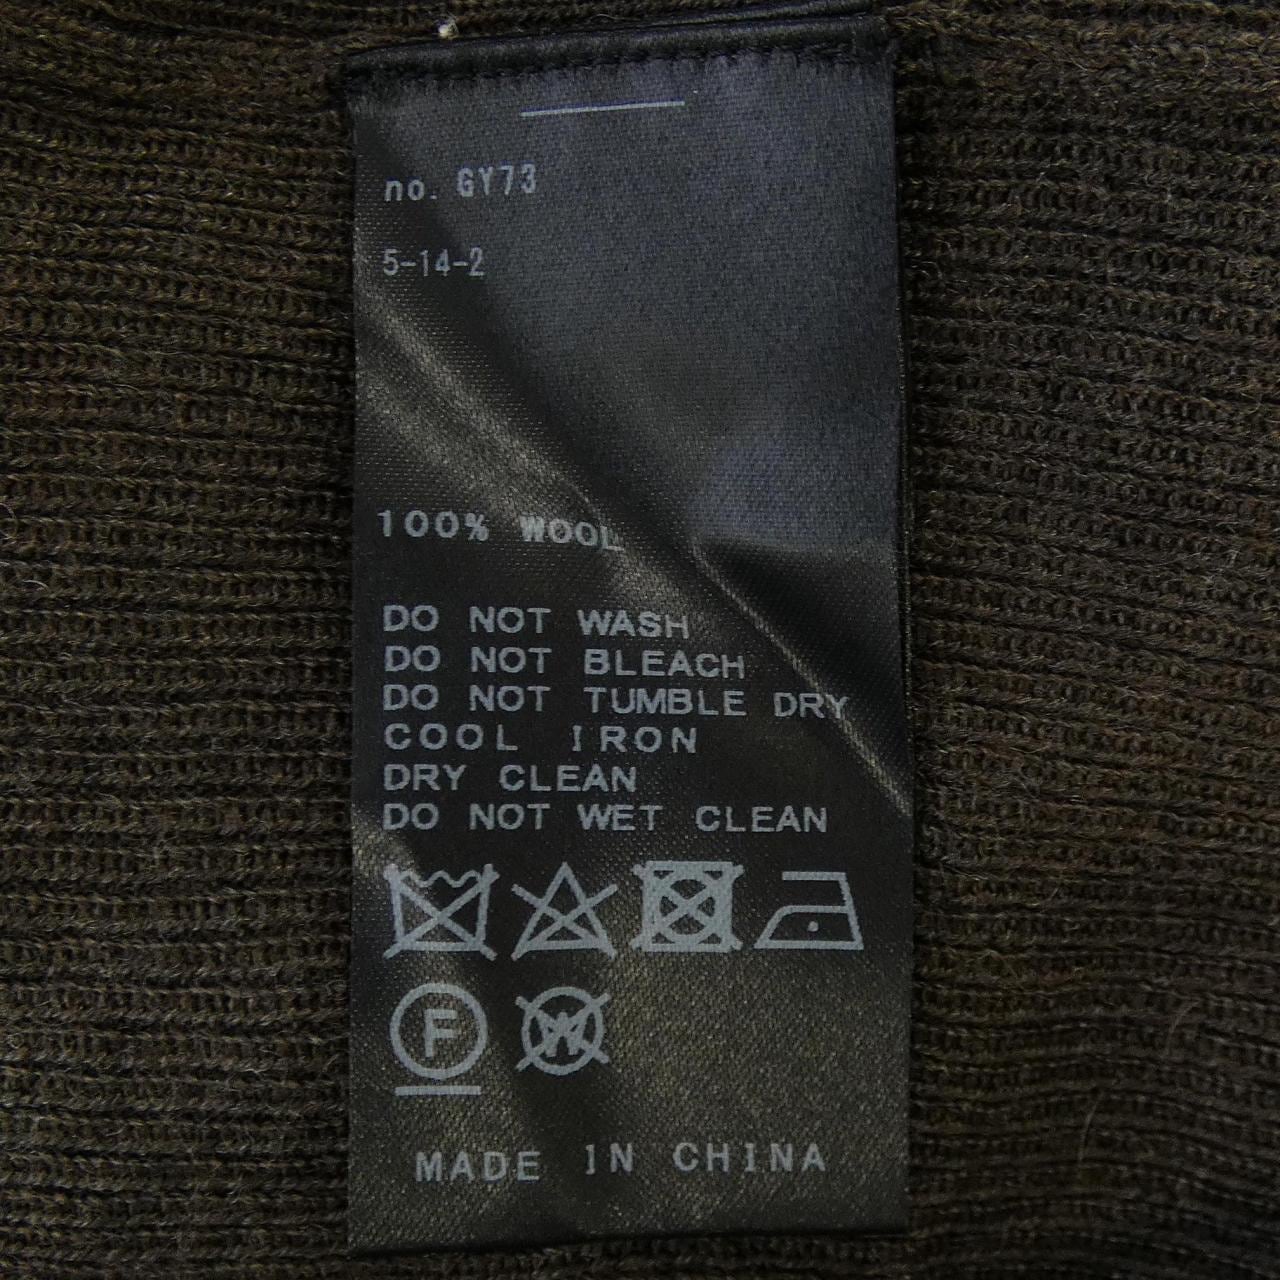 no. GY73
5-14-2
100% WOOL
DO NOT WASH
DO NOT BLEACH
DO NOT TUMBLE DRY
COOL IRON
DRY CLEAN
DO NOT WET CLEAN
F W
MADE IN CHINA